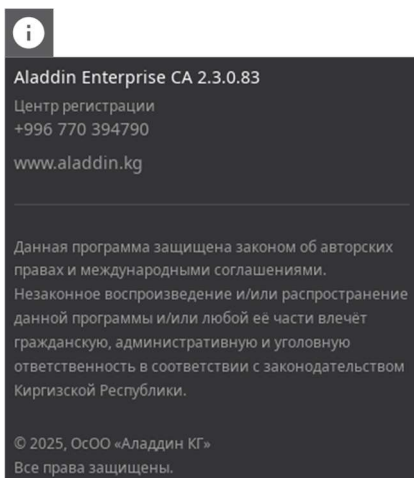 Aladdin Enterprise CA 2.3.0.83
Центр регистрации
+996 770 394790
www.aladdin.kg
Данная программа защищена законом об авторских
правах и международными соглашениями.
Незаконное воспроизведение и/или распространение
данной программы и/или любой её части влечёт
гражданскую, административную и уголовную
ответственность в соответствии с законодательством
Киргизской Республики.
© 2025, ОсОО «Аладдин КГ»
Все права защищены.